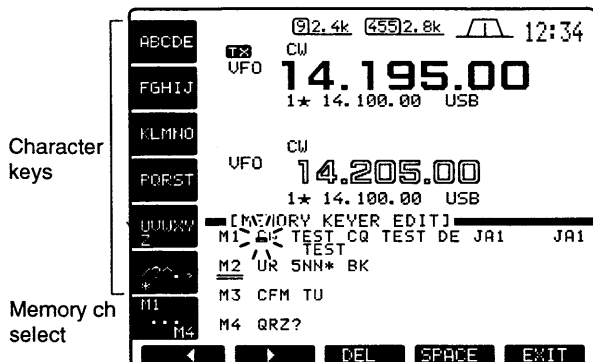 Character
keys
Memory ch
select
ABCDE
FGHIJ
KLMNO
PQRST
UVWXY
Z
/?^.,
*
M1
...
M4
9 2.4k 455 2.8k 12:34
TX CW
VFO 14.195.00
1★ 14.100.00 USB
CW
VFO 14.205.00
1★ 14.100.00 USB
[MEMORY KEYER EDIT]
M1 TEST CQ TEST DE JA1 JA1
TEST
M2 UR 5NN* BK
M3 CFM TU
M4 QRZ?
DEL SPACE EXIT